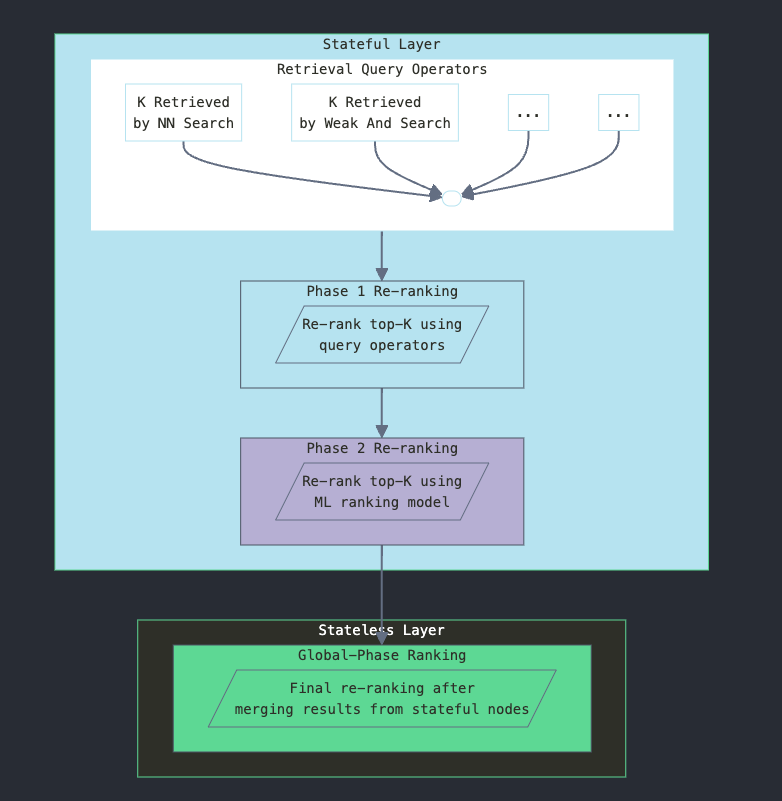 Stateful Layer
Retrieval Query Operators
K Retrieved
by NN Search
K Retrieved
by Weak And Search
...
...
Phase 1 Re-ranking
Re-rank top-K using
query operators
Phase 2 Re-ranking
Re-rank top-K using
ML ranking model
Stateless Layer
Global-Phase Ranking
Final re-ranking after
merging results from stateful nodes